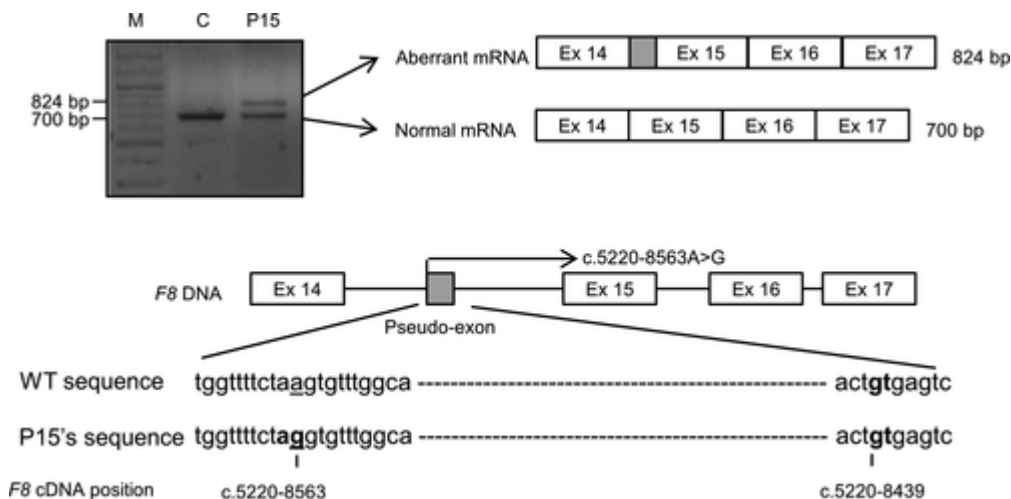 M C P15
824 bp
700 bp
Aberrant mRNA Ex 14 Ex 15 Ex 16 Ex 17 824 bp
Normal mRNA Ex 14 Ex 15 Ex 16 Ex 17 700 bp
c.5220-8563A>G
F8 DNA Ex 14 Ex 15 Ex 16 Ex 17
Pseudo-exon
WT sequence tggttttctaagtgtttggca ---------- actgtgagtc
P15's sequence tggttttctaggtgtttggca ---------- actgtgagtc
F8 cDNA position c.5220-8563 c.5220-8439